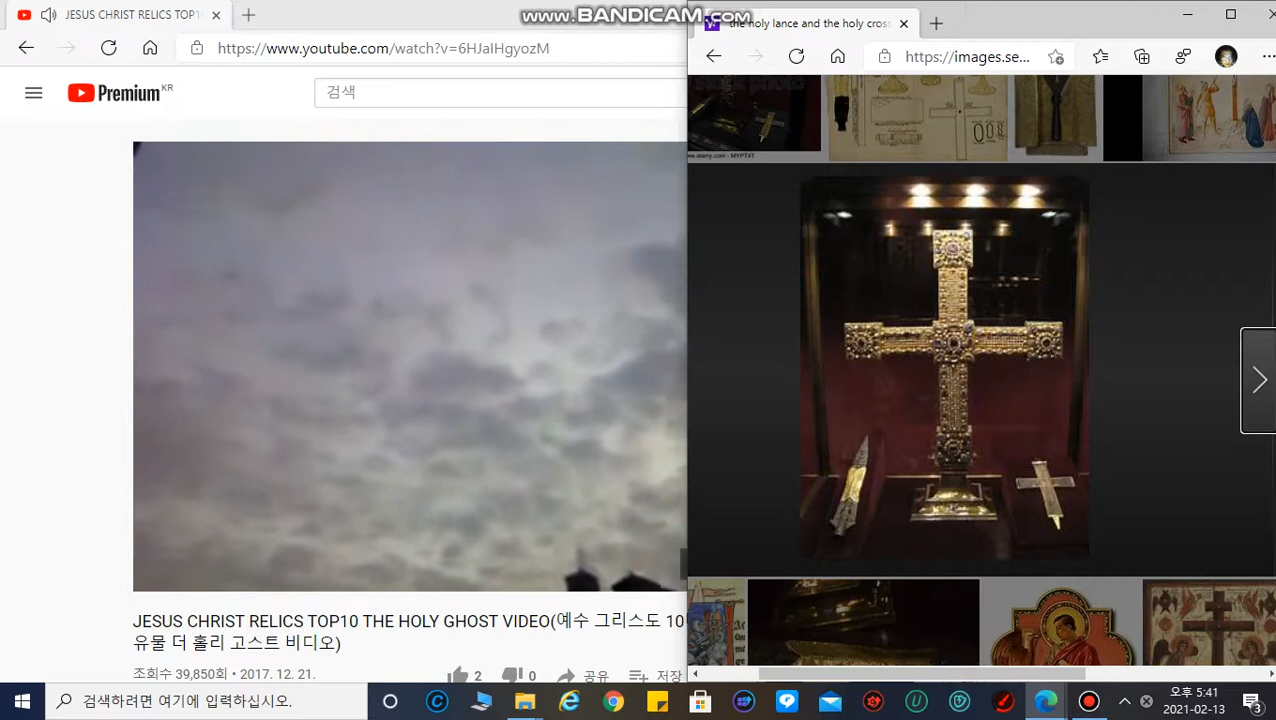 www.BANDICAM.com
JESUS CHRIST RELICS TOP1
https://www.youtube.com/watch?v=6HJaIHgyozM
Premium KR
검색
JESUS CHRIST RELICS TOP10 THE HOLY GHOST VIDEO(예수 그리스도 10
유물 더 홀리 고스트 비디오)
조회수 39,850회 • 2017. 12. 21.
2
0
공유
저장
the holy lance and the holy cross
https://images.se...
008
검색하려면 여기에 입력하십시오.
오후 5:41
2021-02-13
3